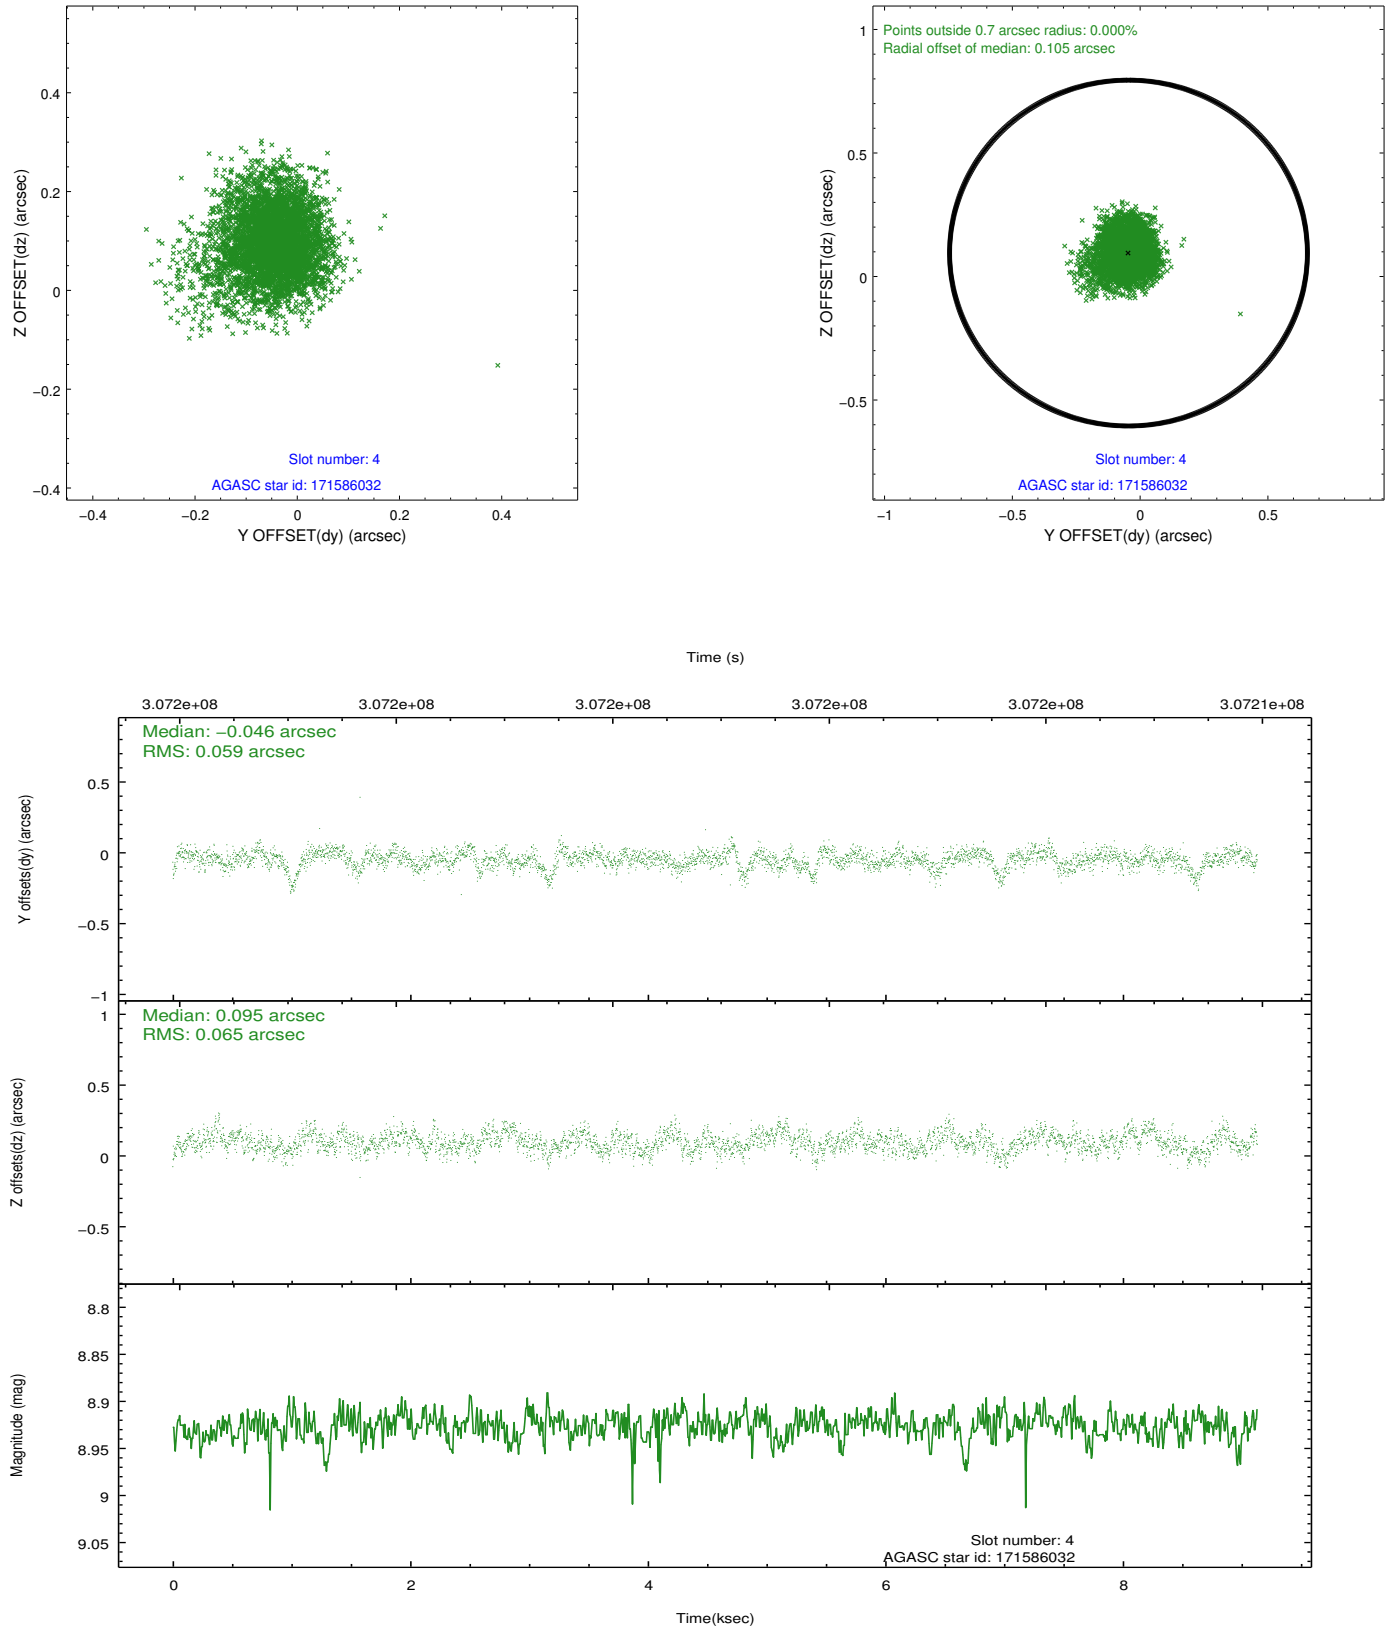 0.4
0.2
0
−0.2
−0.4
Z OFFSET(dz) (arcsec)
Slot number: 4
AGASC star id: 171586032
−0.4 −0.2 0 0.2 0.4
Y OFFSET(dy) (arcsec)
Points outside 0.7 arcsec radius: 0.000%
Radial offset of median: 0.105 arcsec
1
0.5
0
−0.5
Z OFFSET(dz) (arcsec)
Slot number: 4
AGASC star id: 171586032
−1 −0.5 0 0.5
Y OFFSET(dy) (arcsec)
Time (s)
3.072e+08 3.072e+08 3.072e+08 3.072e+08 3.072e+08 3.0721e+08
Median: −0.046 arcsec
RMS: 0.059 arcsec
0.5
0
−0.5
−1
Y offsets(dy) (arcsec)
Median: 0.095 arcsec
RMS: 0.065 arcsec
1
0.5
0
−0.5
Z offsets(dz) (arcsec)
8.8
8.85
8.9
8.95
9
9.05
Magnitude (mag)
Slot number: 4
AGASC star id: 171586032
0 2 4 6 8
Time(ksec)